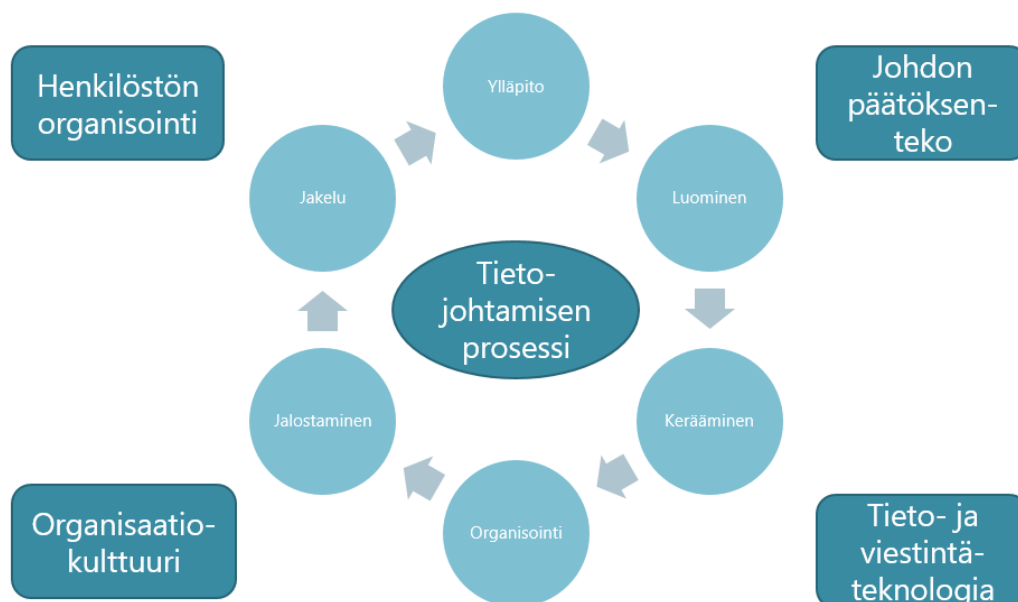 Henkilöstön
organisointi
Ylläpito
Johdon
päätöksen-
teko
Jakelu
Luominen
Tieto-
johtamisen
prosessi
Jalostaminen
Kerääminen
Organisaatio-
kulttuuri
Organisointi
Tieto- ja
viestintä-
teknologia